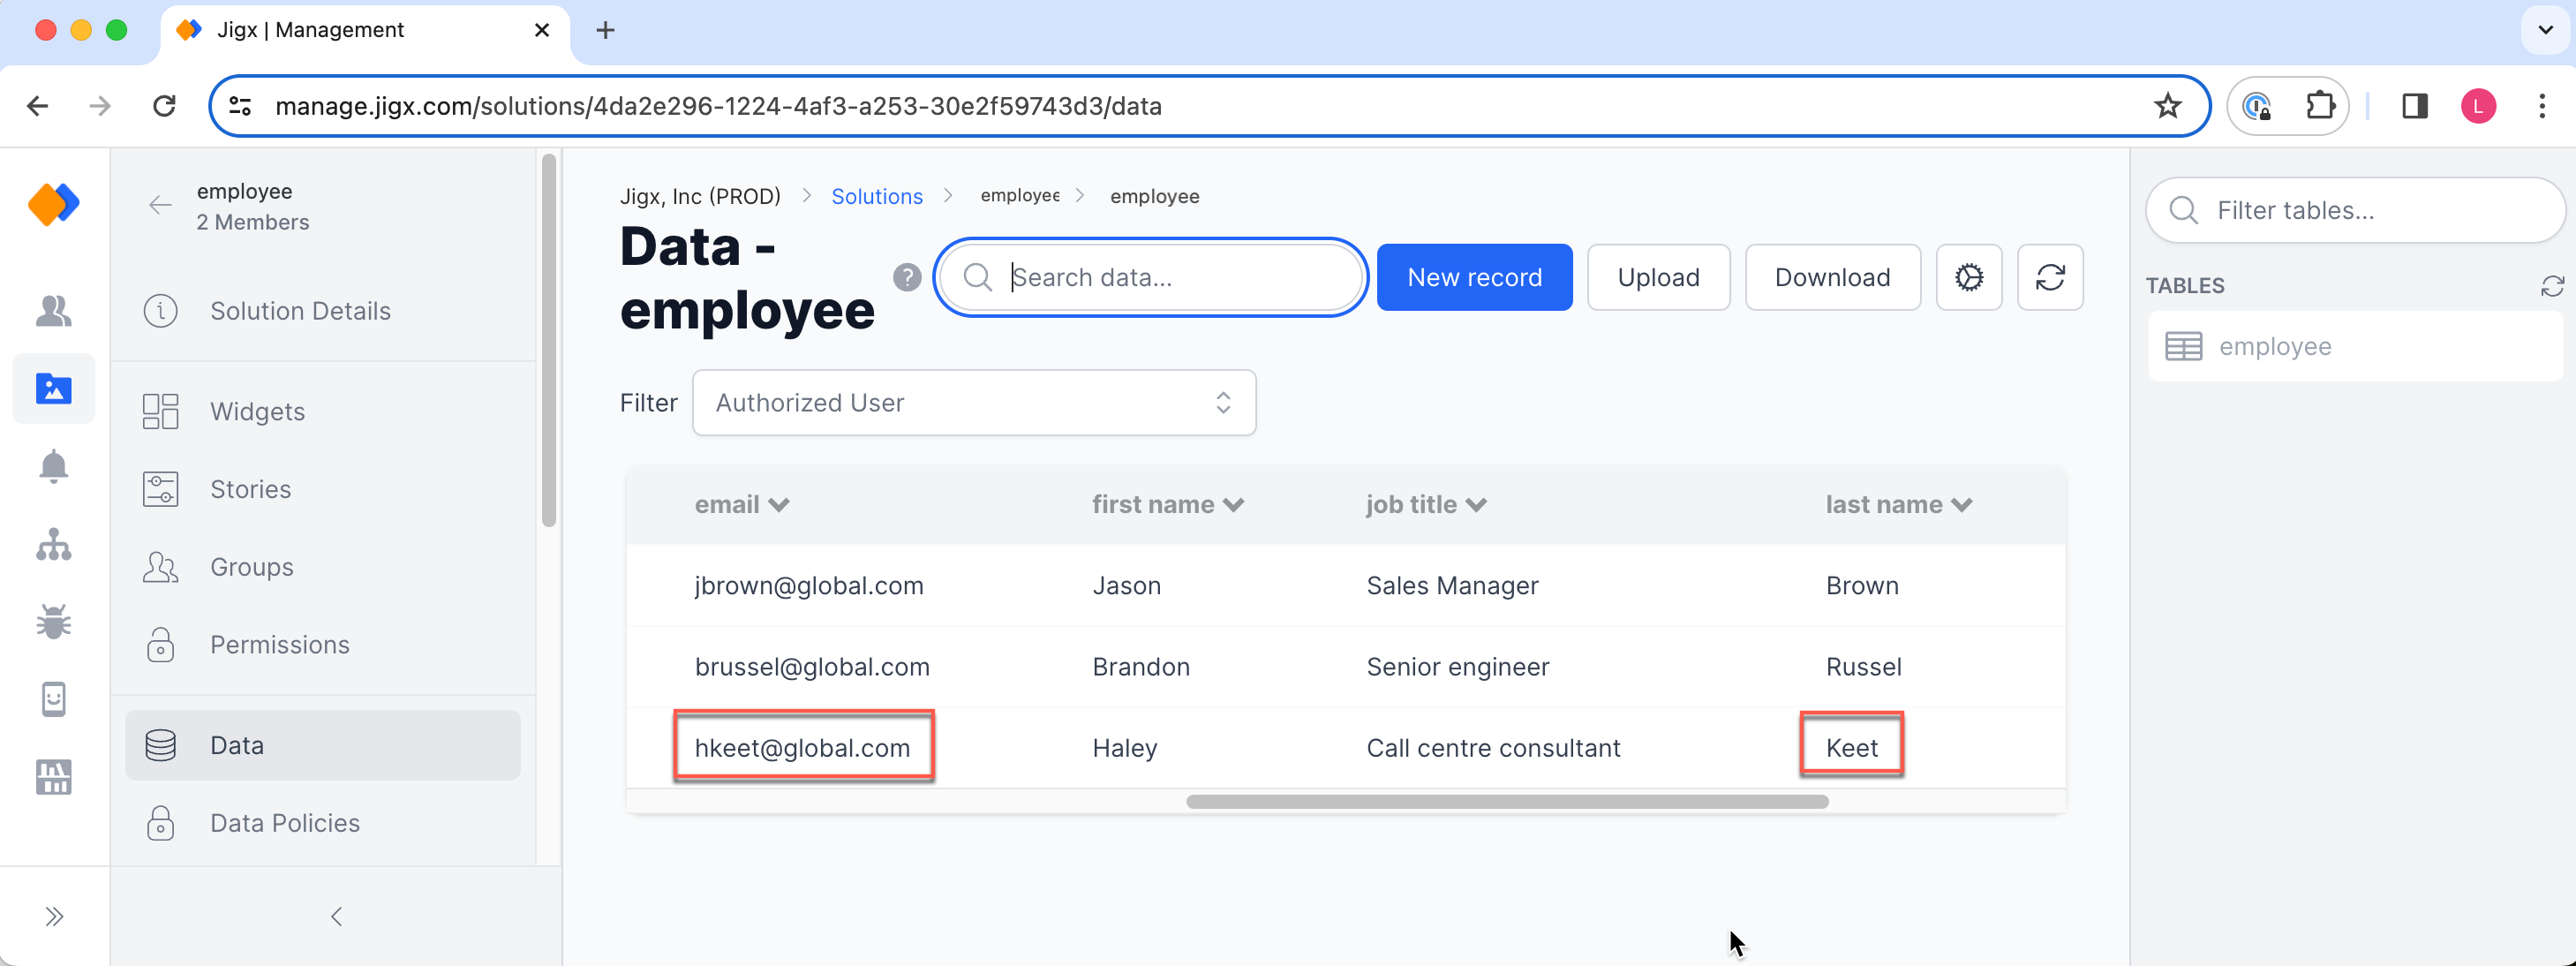 Jigx | Management
manage.jigx.com/solutions/4da2e296-1224-4af3-a253-30e2f59743d3/data
L
employee
2 Members
Solution Details
Widgets
Stories
Groups
Permissions
Data
Data Policies
Jigx, Inc (PROD) > Solutions > employee > employee
Data - employee
?
Search data...
New record
Upload
Download
Filter
Authorized User
email first name job title last name
jbrown@global.com Jason Sales Manager Brown
brussel@global.com Brandon Senior engineer Russel
hkeet@global.com Haley Call centre consultant Keet
Filter tables...
TABLES
employee